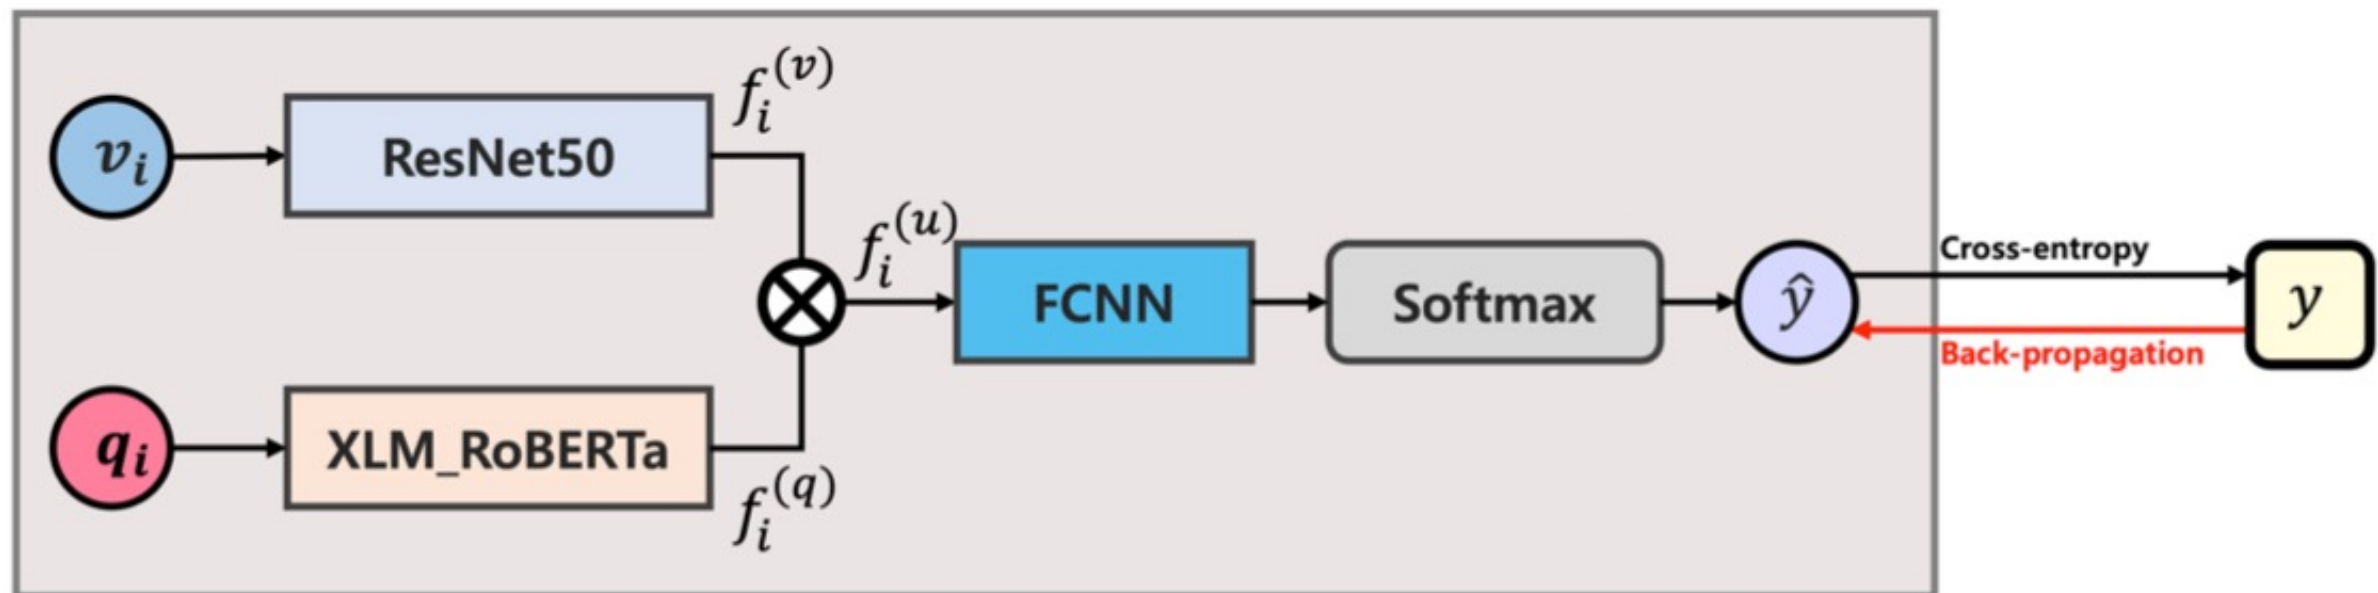 v_i
ResNet50
f_i^(v)
q_i
XLM_RoBERTa
f_i^(q)
f_i^(u)
FCNN
Softmax
ŷ
Cross-entropy
Back-propagation
y